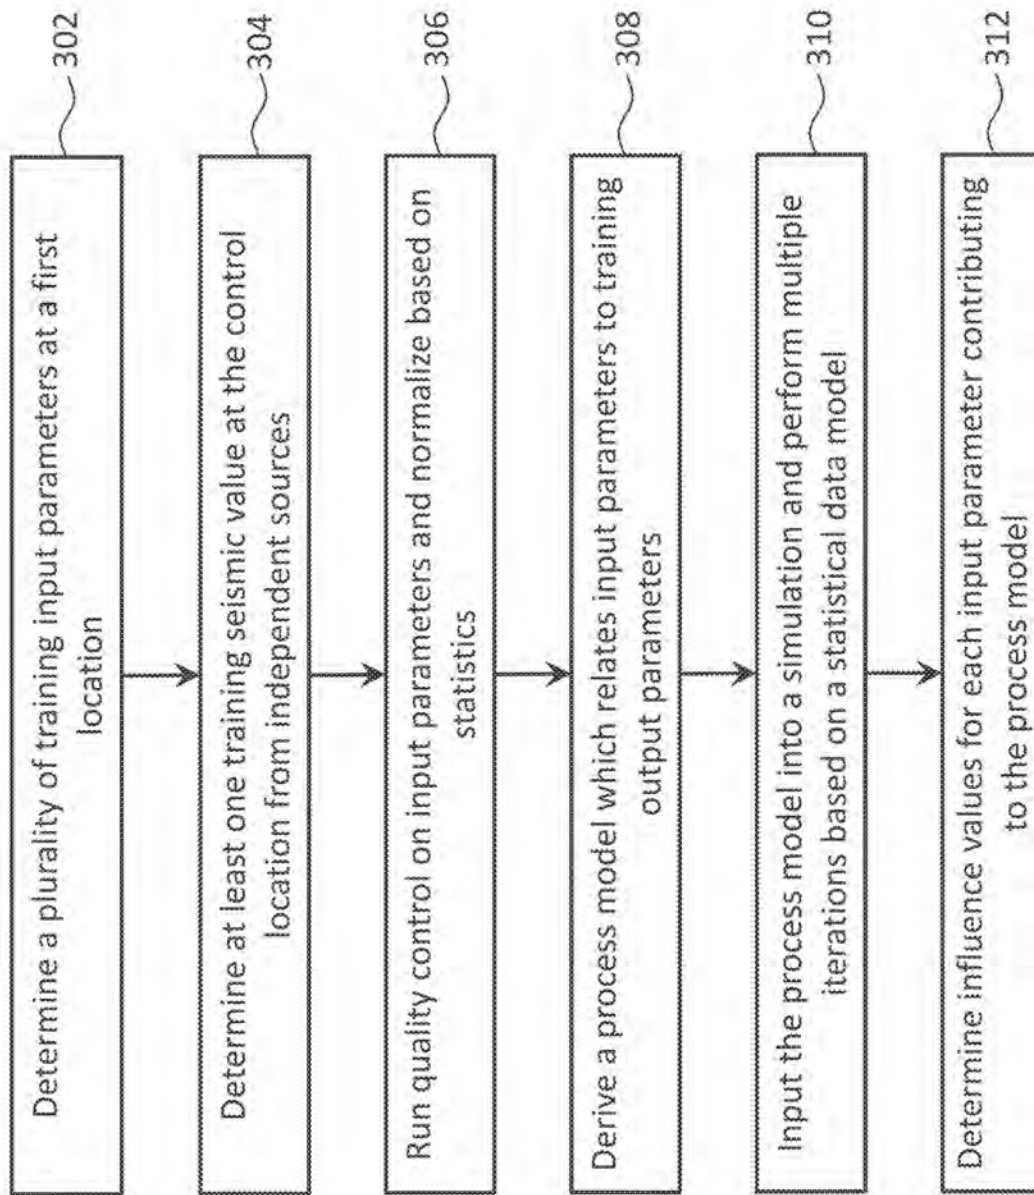 Determine a plurality of training input parameters at a first
location
302
Determine at least one training seismic value at the control
location from independent sources
304
Run quality control on input parameters and normalize based on
statistics
306
Derive a process model which relates input parameters to training
output parameters
308
Input the process model into a simulation and perform multiple
iterations based on a statistical data model
310
Determine influence values for each input parameter contributing
to the process model
312